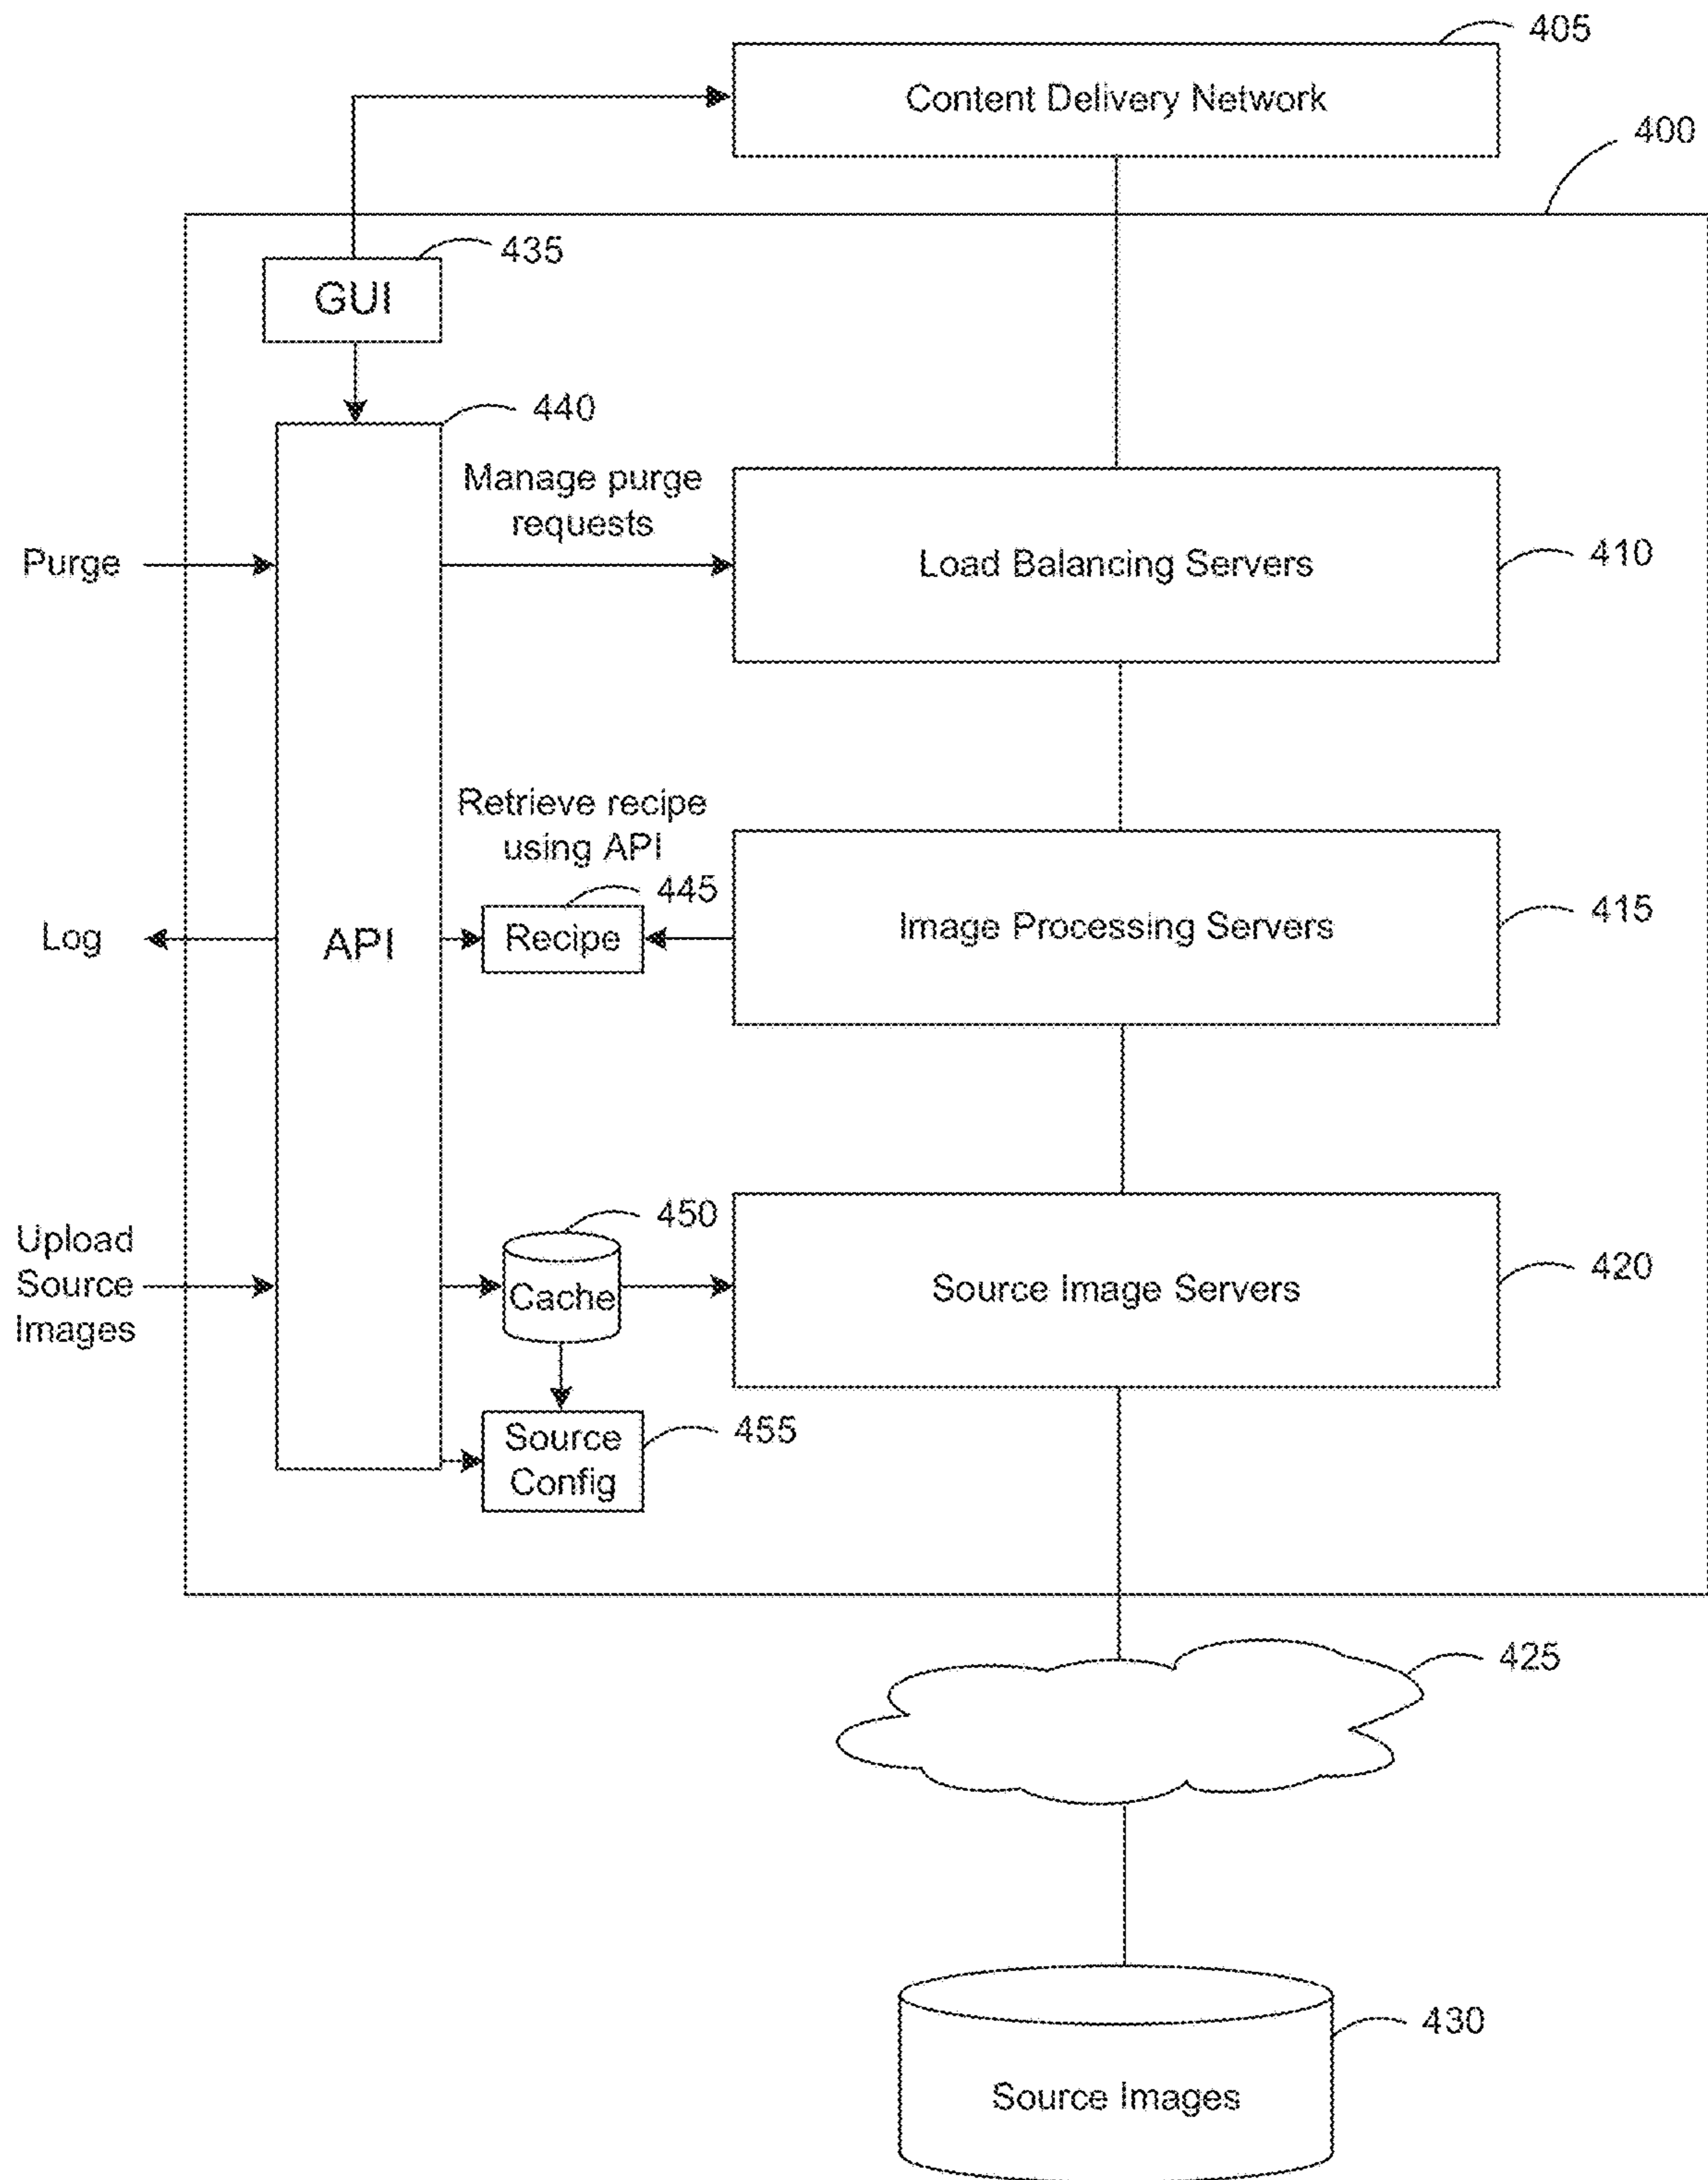 405
Content Delivery Network
400
435
GUI
440
Manage purge
requests
Purge
Load Balancing Servers
410
Retrieve recipe
using API
445
Log
API
Recipe
Image Processing Servers
415
450
Upload
Source
Images
Cache
Source Image Servers
420
Source
Config
455
425
430
Source Images